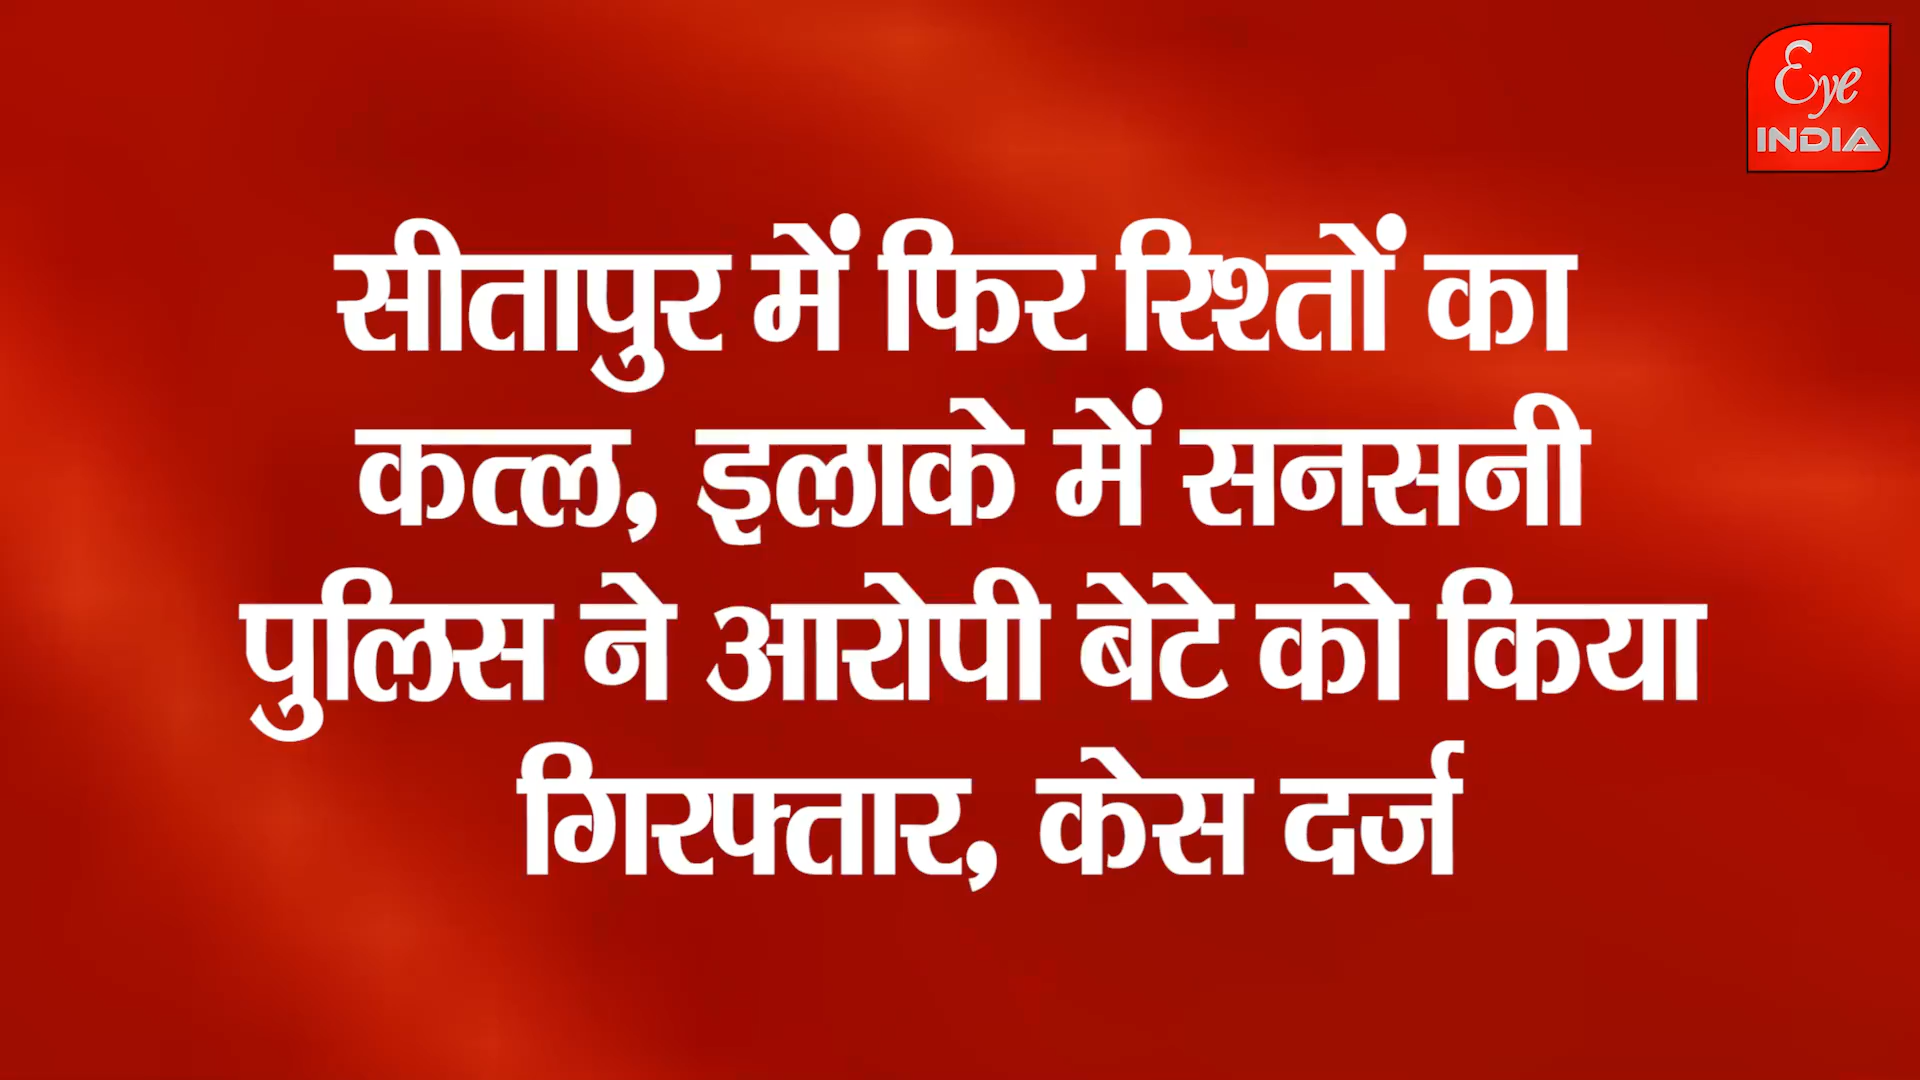 Eye
INDIA
सीतापुर में फिर रिश्तों का
कत्ल, इलाके में सनसनी
पुलिस ने आरोपी बेटे को किया
गिरफ्तार, केस दर्ज